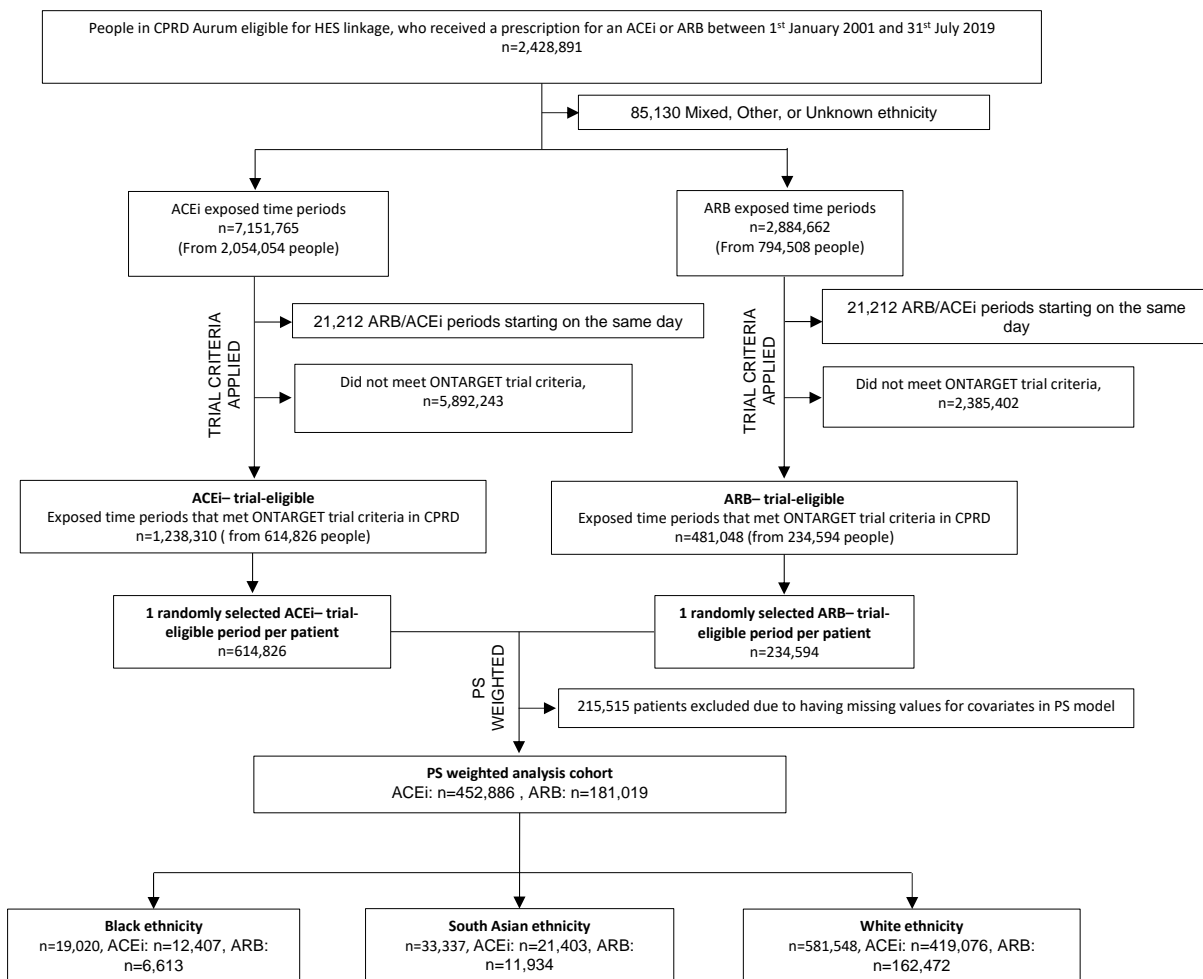 People in CPRD Aurum eligible for HES linkage, who received a prescription for an ACEi or ARB between 1st January 2001 and 31st July 2019
n=2,428,891
85,130 Mixed, Other, or Unknown ethnicity
ACEi exposed time periods
n=7,151,765
(From 2,054,054 people)
ARB exposed time periods
n=2,884,662
(From 794,508 people)
TRIAL CRITERIA
APPLIED
21,212 ARB/ACEi periods starting on the same day
Did not meet ONTARGET trial criteria,
n=5,892,243
TRIAL CRITERIA
APPLIED
21,212 ARB/ACEi periods starting on the same
day
Did not meet ONTARGET trial criteria,
n=2,385,402
ACEi– trial-eligible
Exposed time periods that met ONTARGET trial criteria in CPRD
n=1,238,310 ( from 614,826 people)
ARB– trial-eligible
Exposed time periods that met ONTARGET trial criteria in CPRD
n=481,048 (from 234,594 people)
1 randomly selected ACEi– trial-
eligible period per patient
n=614,826
1 randomly selected ARB– trial-
eligible period per patient
n=234,594
PS
WEIGHTED
215,515 patients excluded due to having missing values for covariates in PS model
PS weighted analysis cohort
ACEi: n=452,886 , ARB: n=181,019
Black ethnicity
n=19,020, ACEi: n=12,407, ARB:
n=6,613
South Asian ethnicity
n=33,337, ACEi: n=21,403, ARB:
n=11,934
White ethnicity
n=581,548, ACEi: n=419,076, ARB:
n=162,472